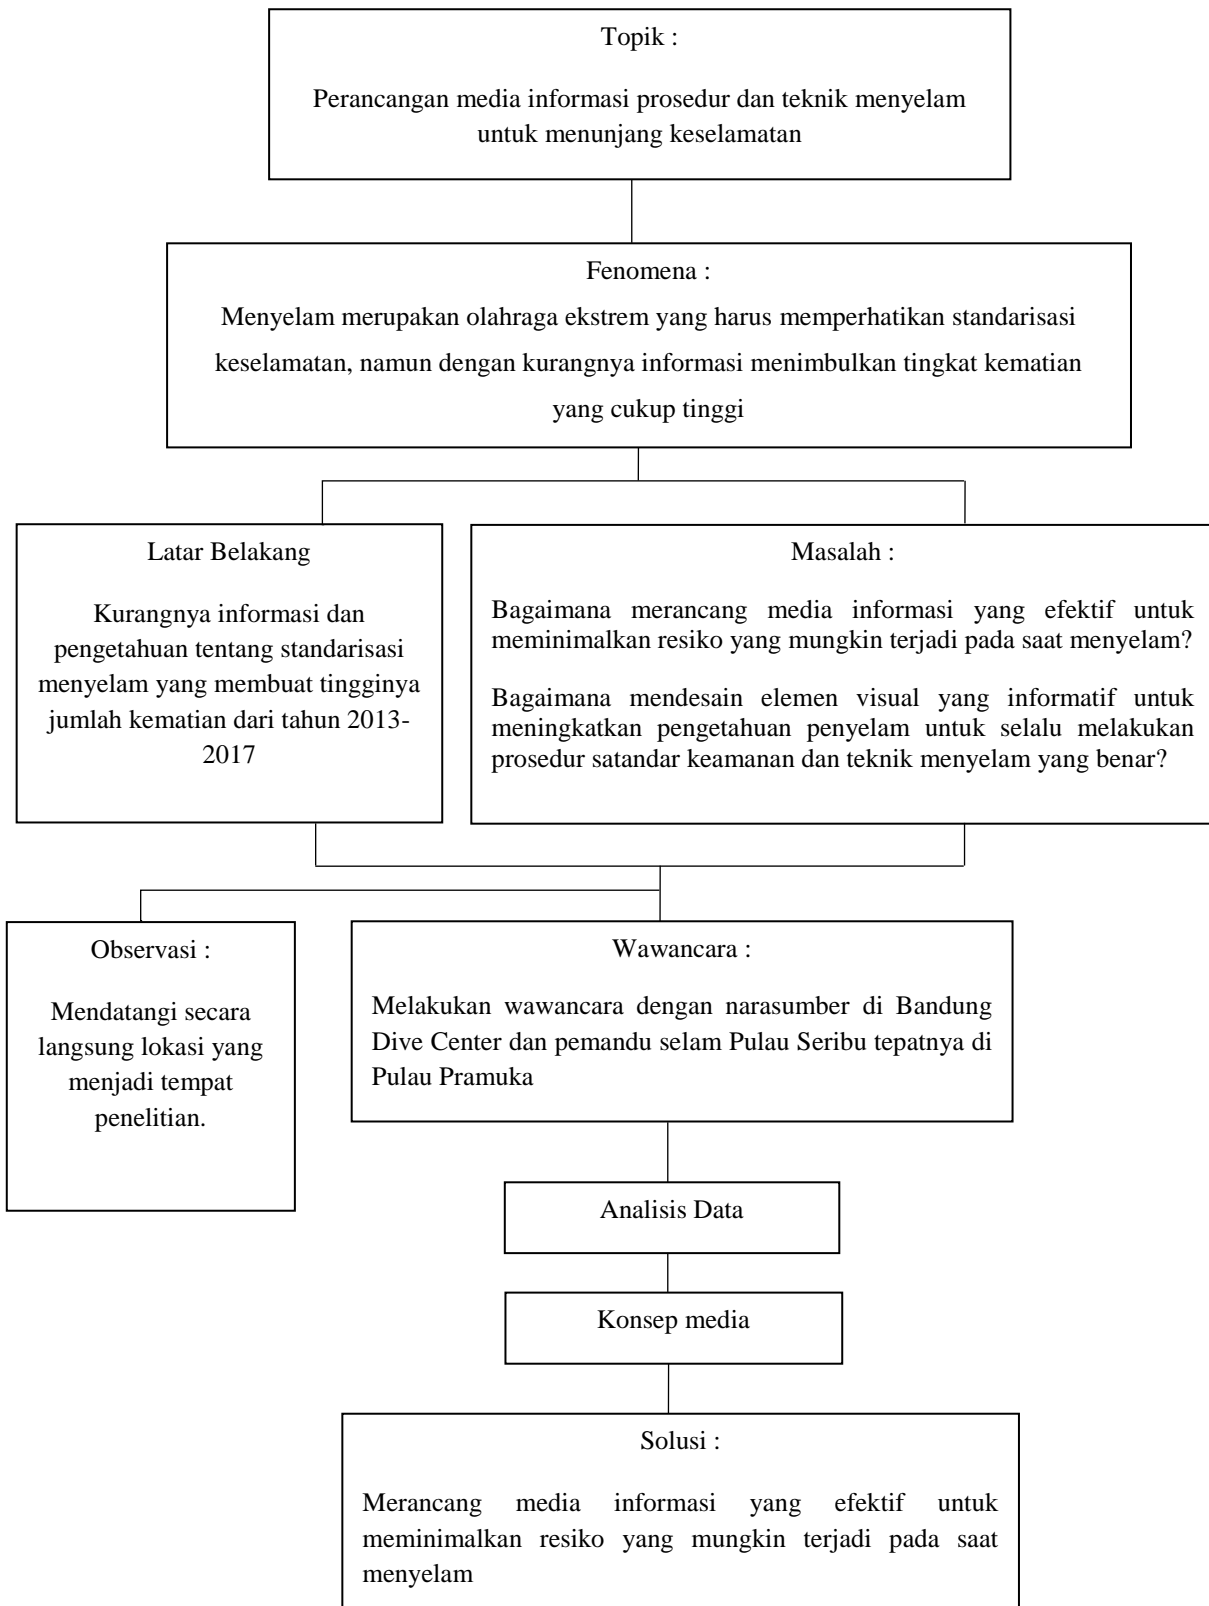 Topik :
Perancangan media informasi prosedur dan teknik menyelam
untuk menunjang keselamatan
Fenomena :
Menyelam merupakan olahraga ekstrem yang harus memperhatikan standarisasi
keselamatan, namun dengan kurangnya informasi menimbulkan tingkat kematian
yang cukup tinggi
Latar Belakang
Kurangnya informasi dan
pengetahuan tentang standarisasi
menyelam yang membuat tingginya
jumlah kematian dari tahun 2013-
2017
Masalah :
Bagaimana merancang media informasi yang efektif untuk
meminimalkan resiko yang mungkin terjadi pada saat menyelam?
Bagaimana mendesain elemen visual yang informatif untuk
meningkatkan pengetahuan penyelam untuk selalu melakukan
prosedur satandar keamanan dan teknik menyelam yang benar?
Observasi :
Mendatangi secara
langsung lokasi yang
menjadi tempat
penelitian.
Wawancara :
Melakukan wawancara dengan narasumber di Bandung
Dive Center dan pemandu selam Pulau Seribu tepatnya di
Pulau Pramuka
Analisis Data
Konsep media
Solusi :
Merancang media informasi yang efektif untuk
meminimalkan resiko yang mungkin terjadi pada saat
menyelam